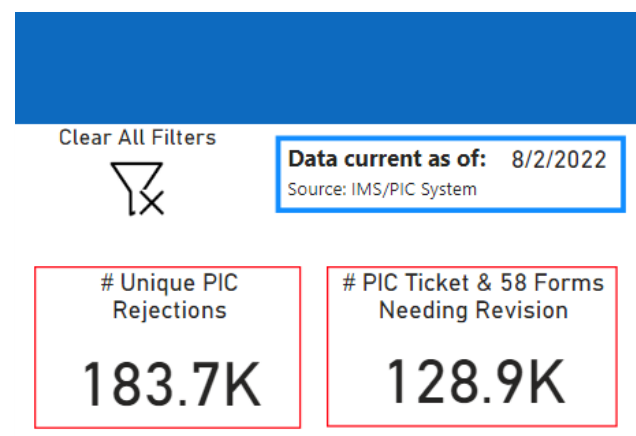 Clear All Filters
Data current as of: 8/2/2022
Source: IMS/PIC System
# Unique PIC
Rejections
183.7K
# PIC Ticket & 58 Forms
Needing Revision
128.9K